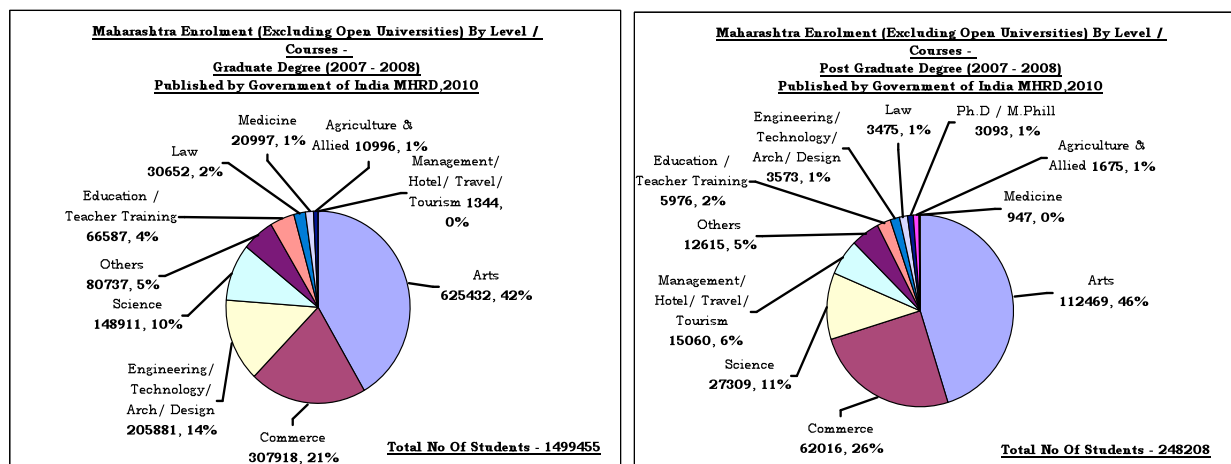 Maharashtra Enrolment (Excluding Open Universities) By Level /
Courses -
Graduate Degree (2007 - 2008)
Published by Government of India MHRD,2010
Medicine
20997, 1%
Agriculture &
Allied 10996, 1%
Law
30652, 2%
Management/
Hotel/ Travel/
Tourism 1344,
0%
Education /
Teacher Training
66587, 4%
Others
80737, 5%
Science
148911, 10%
Arts
625432, 42%
Engineering/
Technology/
Arch/ Design
205881, 14%
Commerce
307918, 21%
Total No Of Students - 1499455
Maharashtra Enrolment (Excluding Open Universities) By Level /
Courses -
Post Graduate Degree (2007 - 2008)
Published by Government of India MHRD,2010
Engineering/
Technology/
Arch/ Design
3573, 1%
Law
3475, 1%
Ph.D / M.Phill
3093, 1%
Agriculture &
Allied 1675, 1%
Education /
Teacher Training
5976, 2%
Medicine
947, 0%
Others
12615, 5%
Management/
Hotel/ Travel/
Tourism
15060, 6%
Arts
112469, 46%
Science
27309, 11%
Commerce
62016, 26%
Total No Of Students - 248208